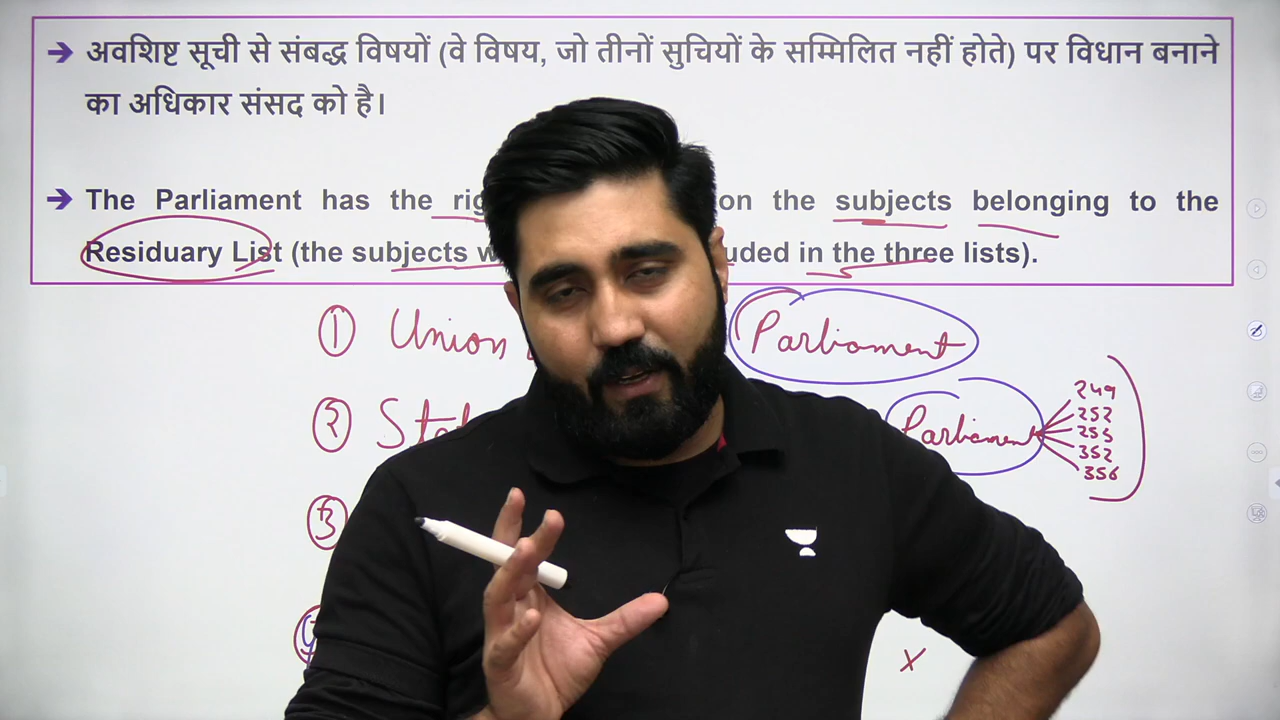 → अवशिष्ट सूची से संबद्ध विषयों (वे विषय, जो तीनों सुचियों के सम्मिलित नहीं होते) पर विधान बनाने
का अधिकार संसद को है।
→ The Parliament has the rig on the subjects belonging to the
Residuary List (the subjects w uded in the three lists).
① Union Parliament
② Stat Parliament
249
252
253
352
356
③
x